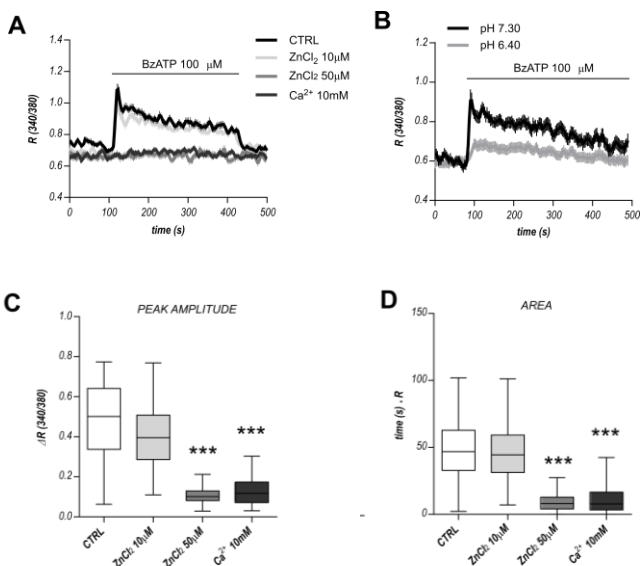 A
CTRL
ZnCl₂ 10μM
ZnCl₂ 50μM
Ca²⁺ 10mM
BzATP 100 μM
R (340/380)
1.4
1.2
1.0
0.8
0.6
0.4
0 100 200 300 400 500
time (s)
B
pH 7.30
pH 6.40
BzATP 100 μM
R (340/380)
1.4
1.2
1.0
0.8
0.6
0.4
0 100 200 300 400 500
time (s)
C
PEAK AMPLITUDE
ΔR (340/380)
1.0
0.8
0.6
0.4
0.2
0.0
***
***
CTRL
ZnCl₂ 10μM
ZnCl₂ 50μM
Ca²⁺ 10mM
D
AREA
time (s) . R
150
100
50
0
***
***
CTRL
ZnCl₂ 10μM
ZnCl₂ 50μM
Ca²⁺ 10mM